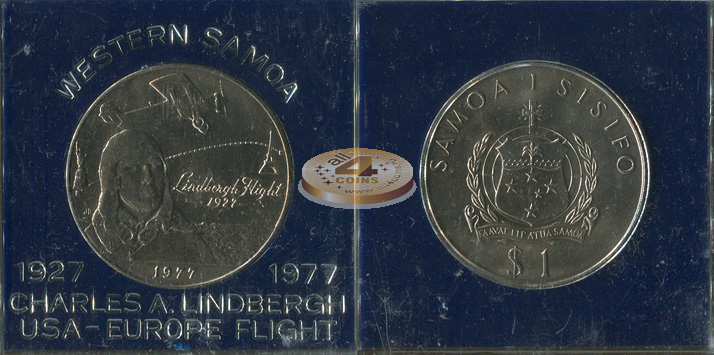 WESTERN SAMOA
Lindbergh Flight
1927
1977
1927 1977
CHARLES A. LINDBERGH
USA-EUROPE FLIGHT
all
4
COINS
SAMOA I SISIFO
FAAVAE I LE ATUA SAMOA
$1